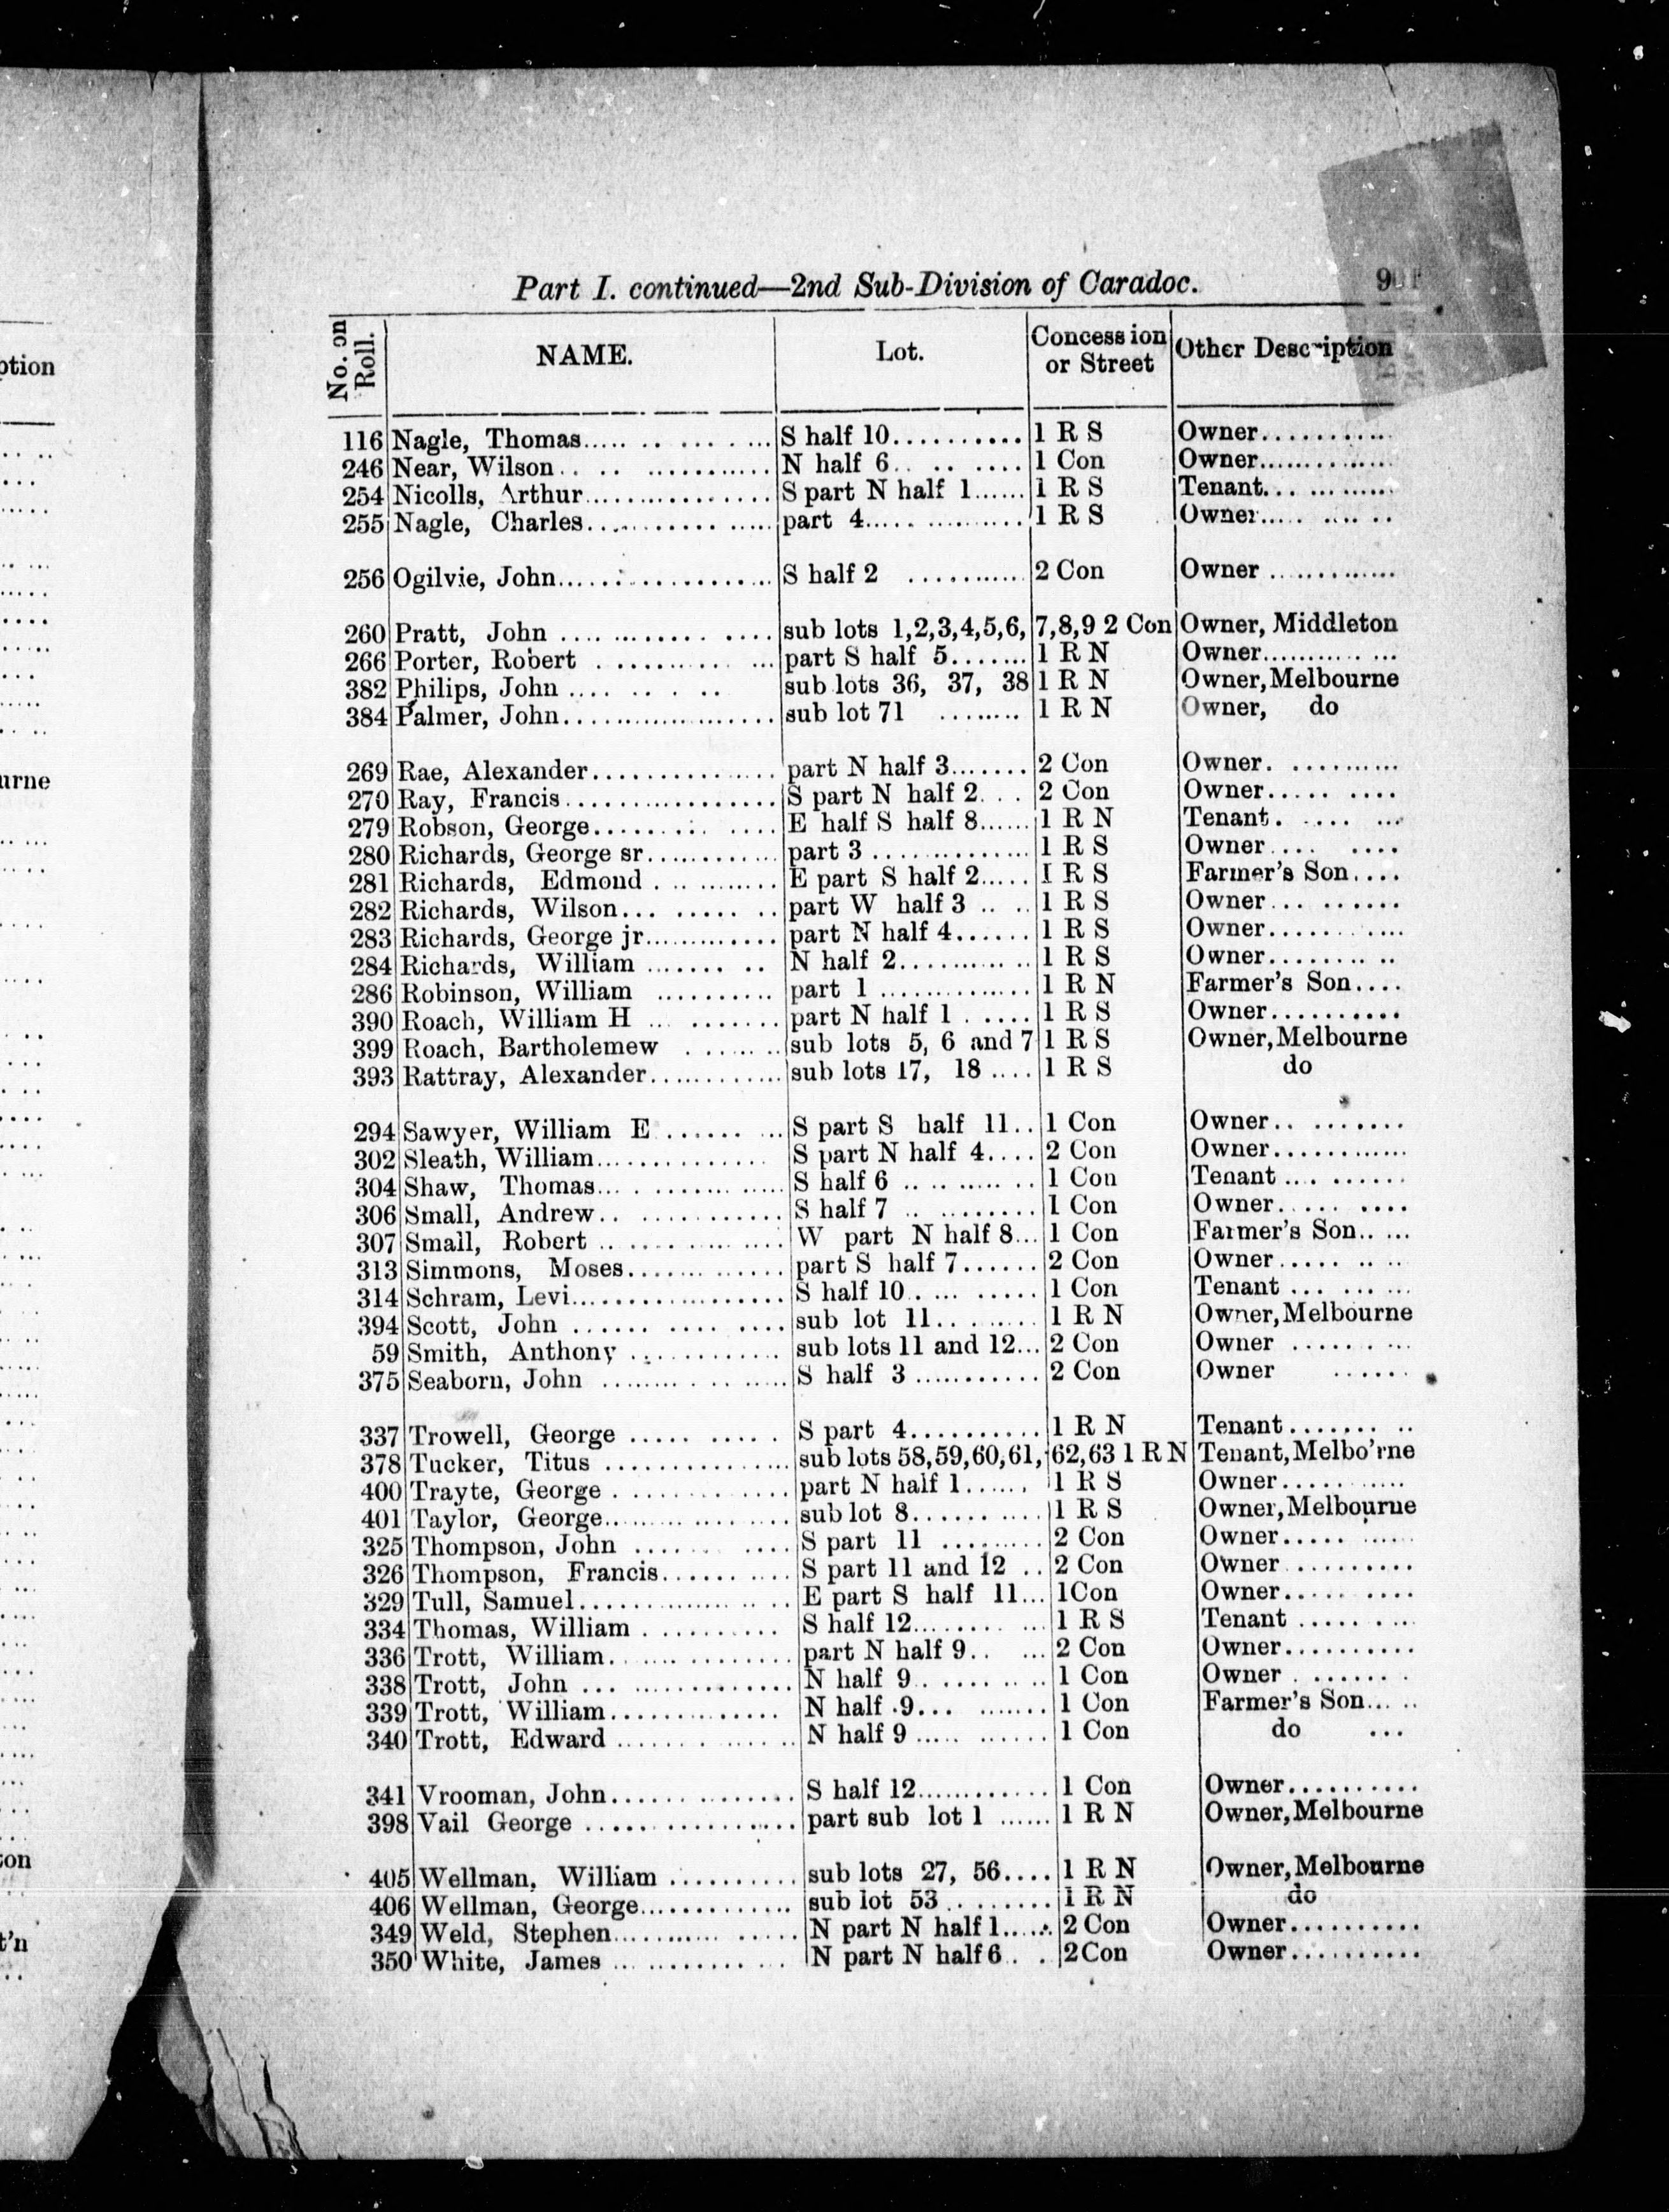 Part I. continued—2nd Sub-Division of Caradoc. 9
No. on Roll. NAME. Lot. Concession or Street Other Description
116 Nagle, Thomas S half 10 1 R S Owner
246 Near, Wilson N half 6 1 Con Owner
254 Nicolls, Arthur S part N half 1 1 R S Tenant
255 Nagle, Charles part 4 1 R S Owner
256 Ogilvie, John S half 2 2 Con Owner
260 Pratt, John sub lots 1,2,3,4,5,6, 7,8,9 2 Con Owner, Middleton
266 Porter, Robert part S half 5 1 R N Owner
382 Philips, John sub lots 36, 37, 38 1 R N Owner, Melbourne
384 Palmer, John sub lot 71 1 R N Owner, do
269 Rae, Alexander part N half 3 2 Con Owner
270 Ray, Francis S part N half 2 2 Con Owner
279 Robson, George E half S half 8 1 R N Tenant
280 Richards, George sr part 3 1 R S Owner
281 Richards, Edmond E part S half 2 I R S Farmer's Son
282 Richards, Wilson part W half 3 1 R S Owner
283 Richards, George jr part N half 4 1 R S Owner
284 Richards, William N half 2 1 R S Owner
286 Robinson, William part 1 1 R N Farmer's Son
390 Roach, William H part N half 1 1 R S Owner
399 Roach, Bartholemew sub lots 5, 6 and 7 1 R S Owner, Melbourne
393 Rattray, Alexander sub lots 17, 18 1 R S do
294 Sawyer, William E S part S half 11 1 Con Owner
302 Sleath, William S part N half 4 2 Con Owner
304 Shaw, Thomas S half 6 1 Con Tenant
306 Small, Andrew S half 7 1 Con Owner
307 Small, Robert W part N half 8 1 Con Farmer's Son
313 Simmons, Moses part S half 7 2 Con Owner
314 Schram, Levi S half 10 1 Con Tenant
394 Scott, John sub lot 11 1 R N Owner, Melbourne
59 Smith, Anthony sub lots 11 and 12 2 Con Owner
375 Seaborn, John S half 3 2 Con Owner
337 Trowell, George S part 4 1 R N Tenant
378 Tucker, Titus sub lots 58,59,60,61, 62,63 1 R N Tenant, Melbo'rne
400 Trayte, George part N half 1 1 R S Owner
401 Taylor, George sub lot 8 1 R S Owner, Melbourne
325 Thompson, John S part 11 2 Con Owner
326 Thompson, Francis S part 11 and 12 2 Con Owner
329 Tull, Samuel E part S half 11 1Con Owner
334 Thomas, William S half 12 1 R S Tenant
336 Trott, William part N half 9 2 Con Owner
338 Trott, John N half 9 1 Con Owner
339 Trott, William N half 9 1 Con Farmer's Son
340 Trott, Edward N half 9 1 Con do
341 Vrooman, John S half 12 1 Con Owner
398 Vail George part sub lot 1 1 R N Owner, Melbourne
405 Wellman, William sub lots 27, 56 1 R N Owner, Melbourne
406 Wellman, George sub lot 53 1 R N do
349 Weld, Stephen N part N half 1 2 Con Owner
350 White, James N part N half 6 2Con Owner